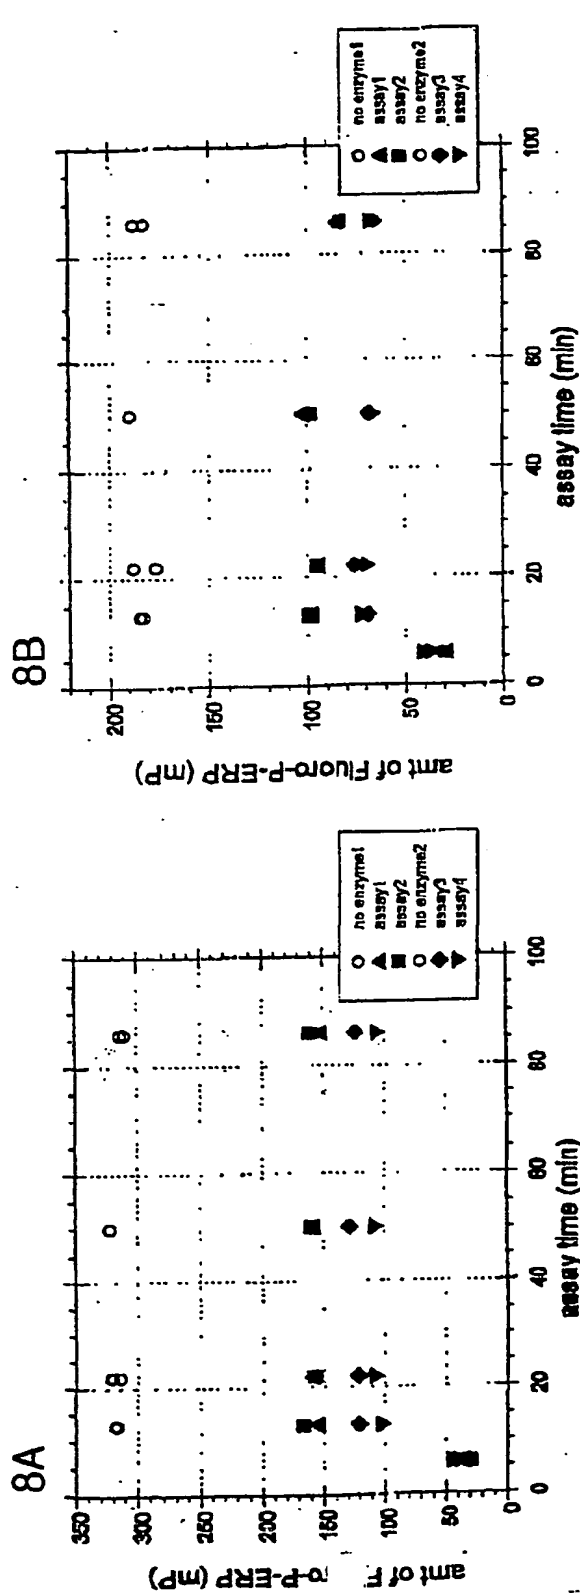 8A
350
300
250
200
150
100
50
0
0
20
40
60
80
100
assay time (min)
ro-P-ERP (mP)
amt of
no enzyme1
assay1
assay2
no enzyme2
assay3
assay4
8B
200
150
100
50
0
0
20
40
60
80
100
assay time (min)
amt of Fluoro-P-ERP (mP)
no enzyme1
assay1
assay2
no enzyme2
assay3
assay4